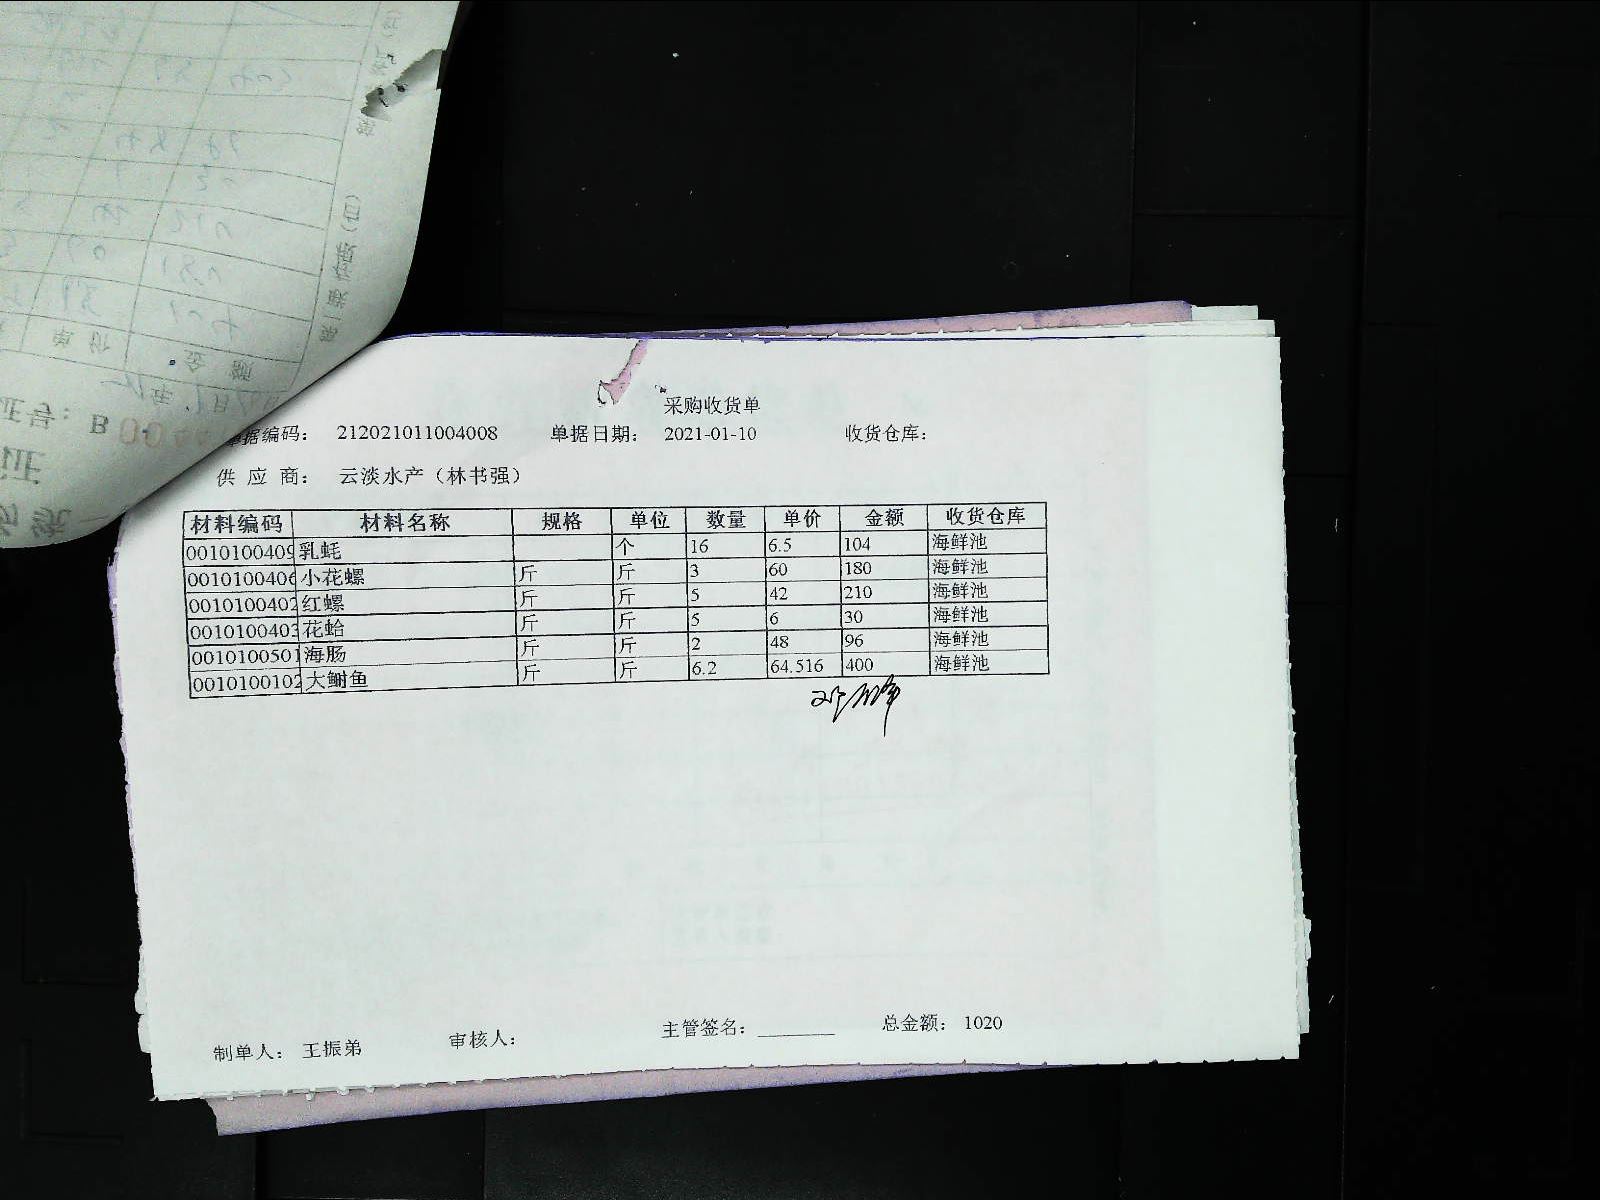 采购收货单
单据编码： 212021011004008 单据日期： 2021-01-10 收货仓库：
供 应 商： 云淡水产（林书强）
材料编码 材料名称 规格 单位 数量 单价 金额 收货仓库
0010100409 乳蚝 个 16 6.5 104 海鲜池
0010100406 小花螺 斤 斤 3 60 180 海鲜池
0010100402 红螺 斤 斤 5 42 210 海鲜池
0010100403 花蛤 斤 斤 5 6 30 海鲜池
0010100501 海肠 斤 斤 2 48 96 海鲜池
0010100102 大鲥鱼 斤 斤 6.2 64.516 400 海鲜池
制单人： 王振弟 审核人： 主管签名： 总金额： 1020